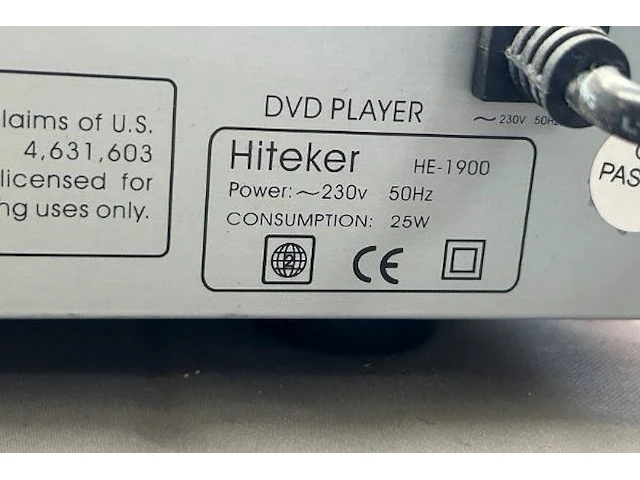 laims of U.S.
4,631,603
licensed for
ng uses only.
DVD PLAYER
~230V 50Hz
Hiteker HE-1900
Power: ~230v 50Hz
CONSUMPTION: 25W
2
CE
PAS